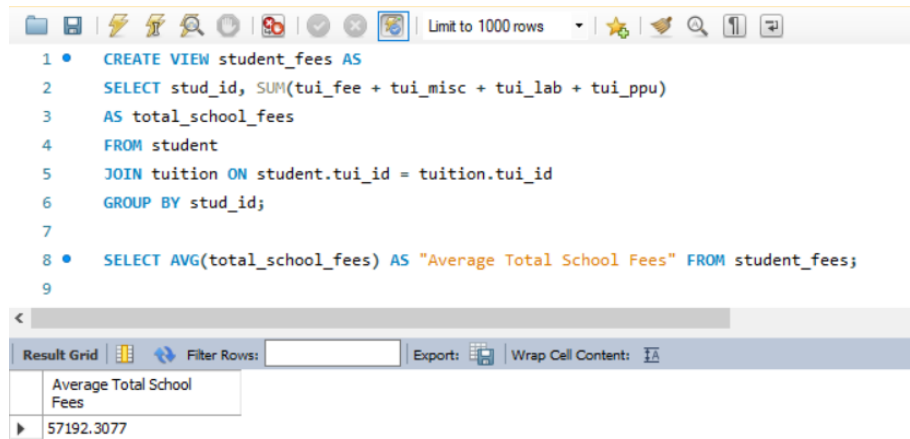 Limit to 1000 rows
1 CREATE VIEW student_fees AS
2 SELECT stud_id, SUM(tui_fee + tui_misc + tui_lab + tui_ppu)
3 AS total_school_fees
4 FROM student
5 JOIN tuition ON student.tui_id = tuition.tui_id
6 GROUP BY stud_id;
7
8 SELECT AVG(total_school_fees) AS "Average Total School Fees" FROM student_fees;
9
Result Grid Filter Rows: Export: Wrap Cell Content: IA
Average Total School
Fees
57192.3077